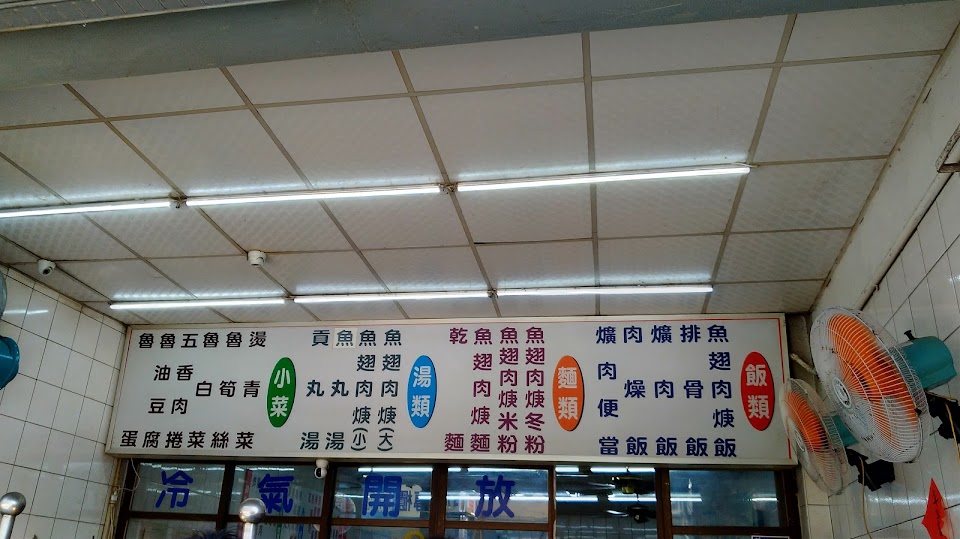 飯類
魚翅肉焿飯
排骨飯
爌肉飯
肉燥飯
爌肉便當
麵類
魚翅肉焿冬粉
魚翅肉焿米粉
魚翅肉焿麵
乾麵
湯類
魚翅肉焿(大)
魚翅肉焿(小)
魚丸湯
貢丸湯
小菜
燙青菜
魯筍絲
魯白菜
五香肉捲
魯油豆腐
魯蛋
冷氣開放